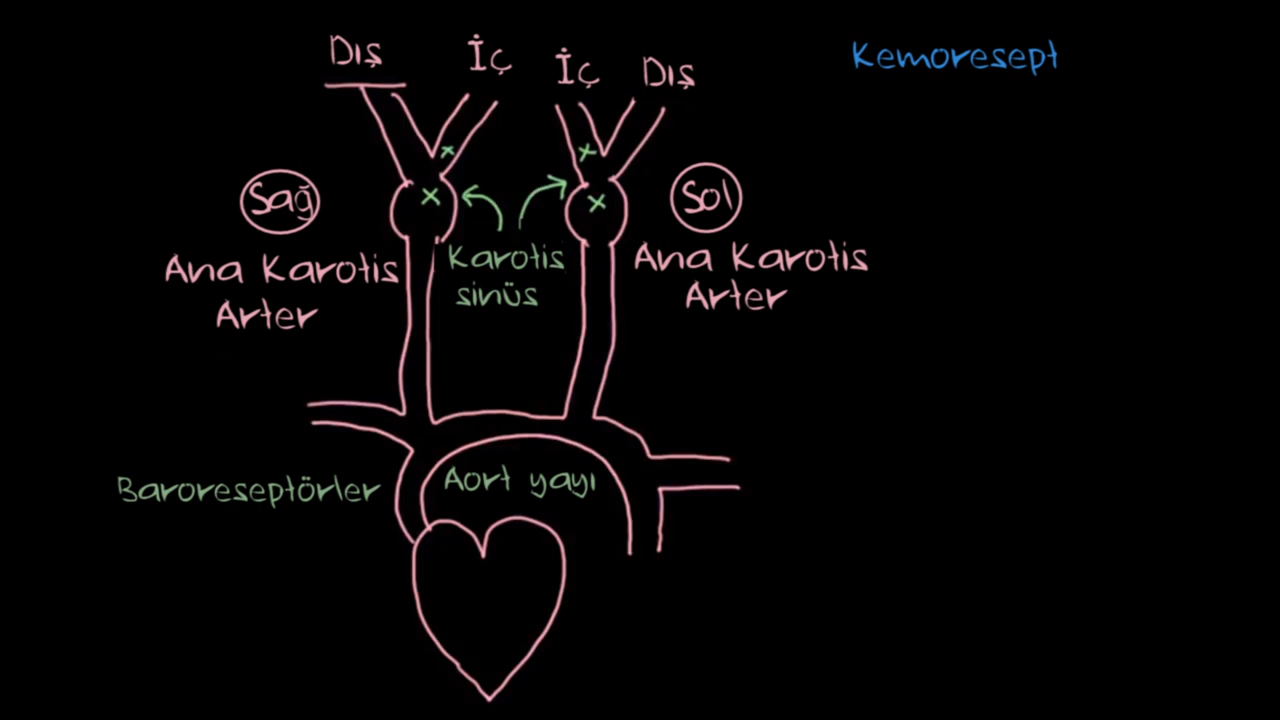 Dış
İç
İç
Dış
Kemoresept
Sağ
Ana Karotis
Arter
Karotis
sinüs
Sol
Ana Karotis
Arter
Baroreseptörler
Aort yayı